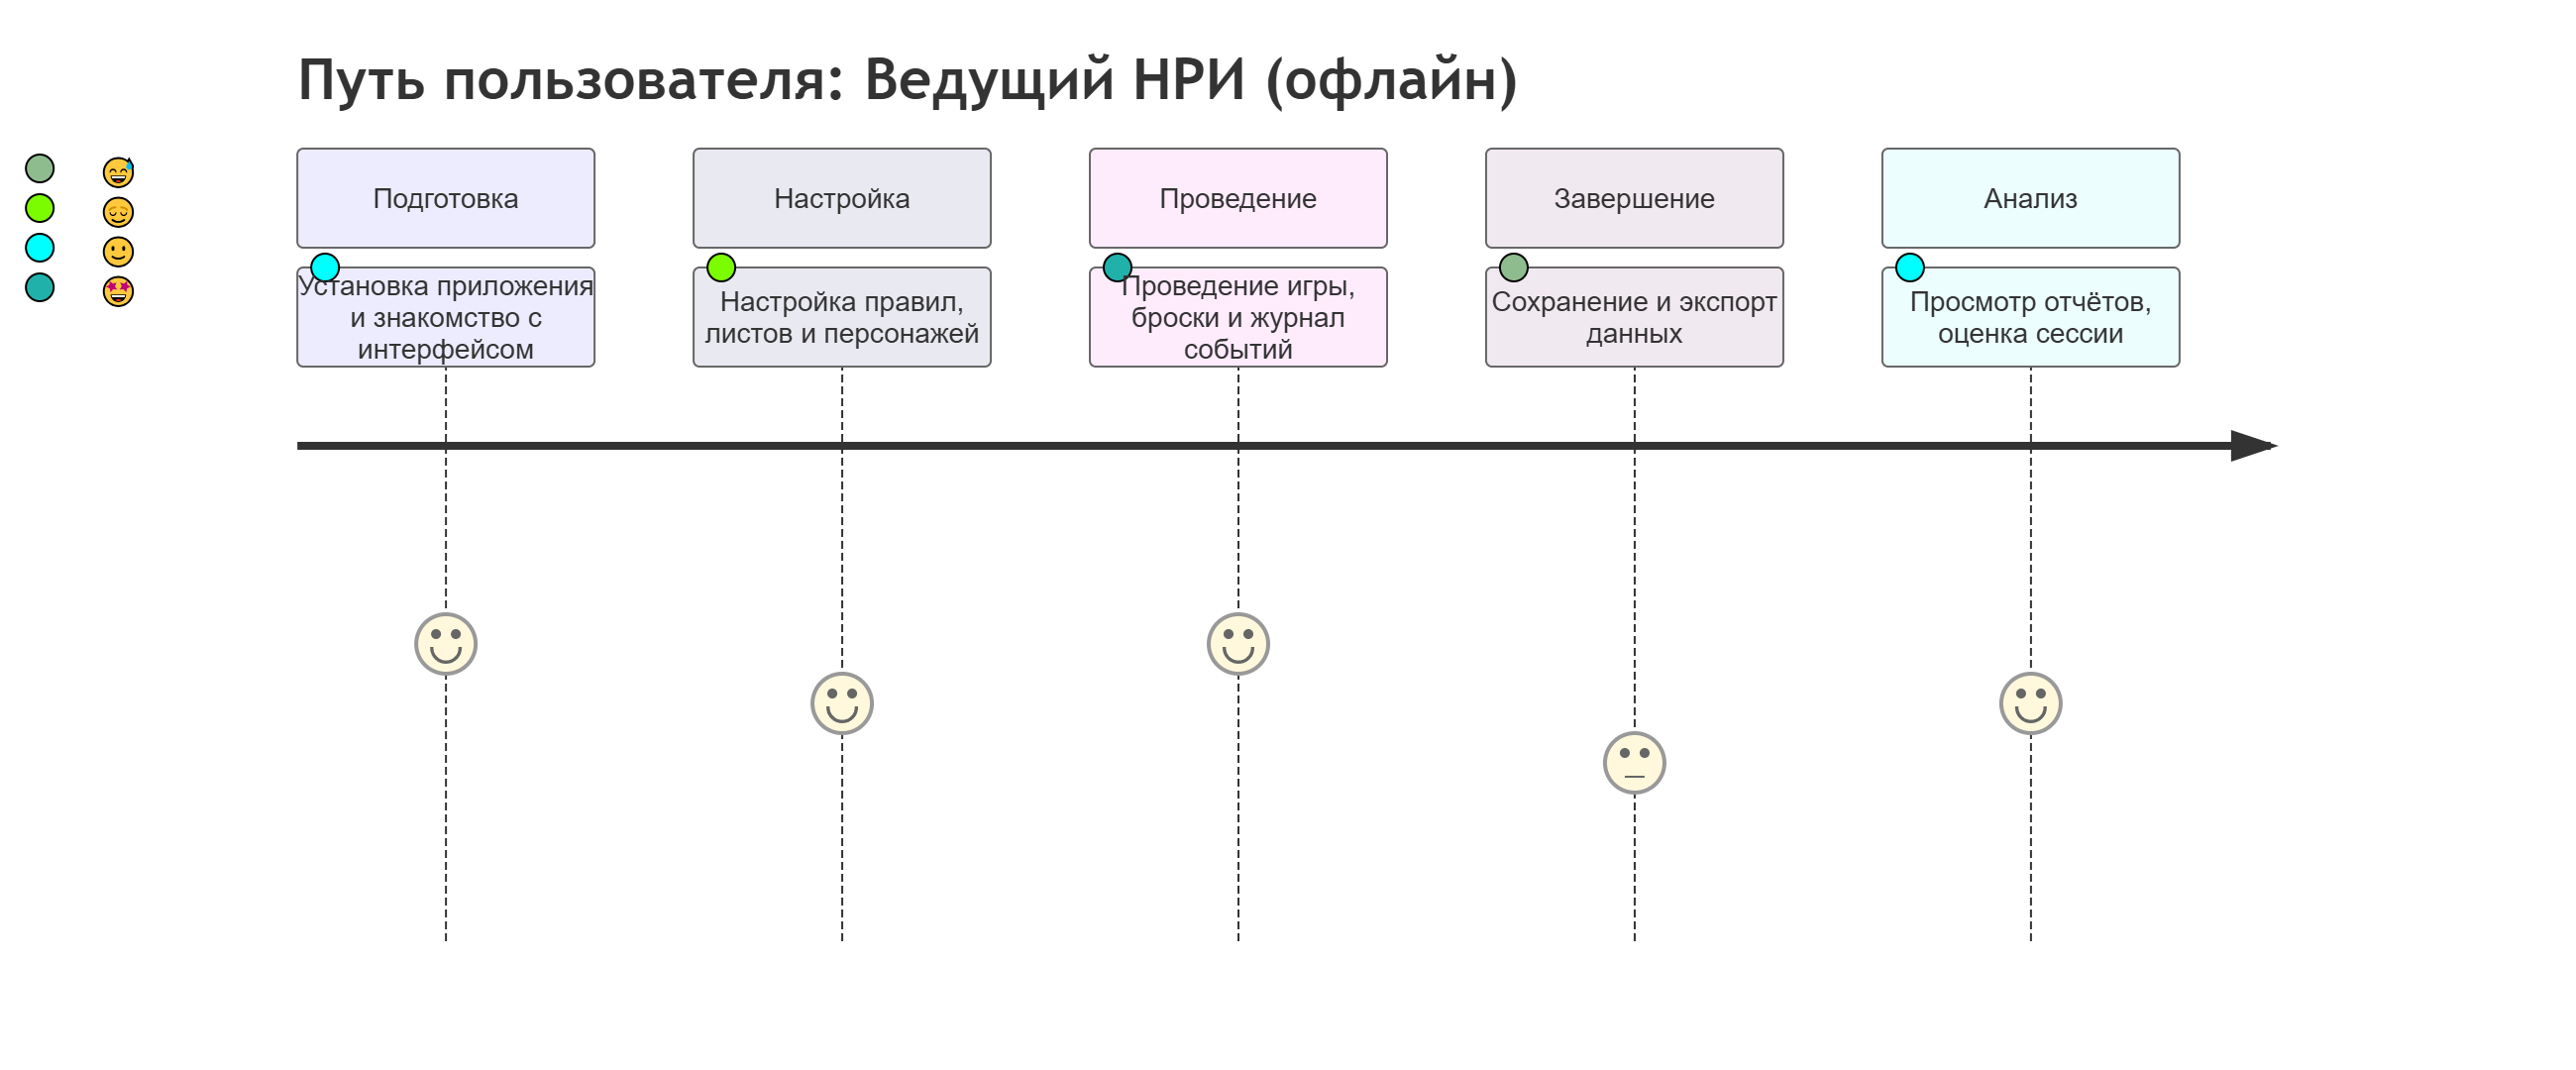 Путь пользователя: Ведущий НРИ (офлайн)
😅
😌
🙂
🤩
Подготовка
Настройка
Проведение
Завершение
Анализ
Установка приложения
и знакомство с
интерфейсом
Настройка правил,
листов и персонажей
Проведение игры,
броски и журнал
событий
Сохранение и экспорт
данных
Просмотр отчётов,
оценка сессии